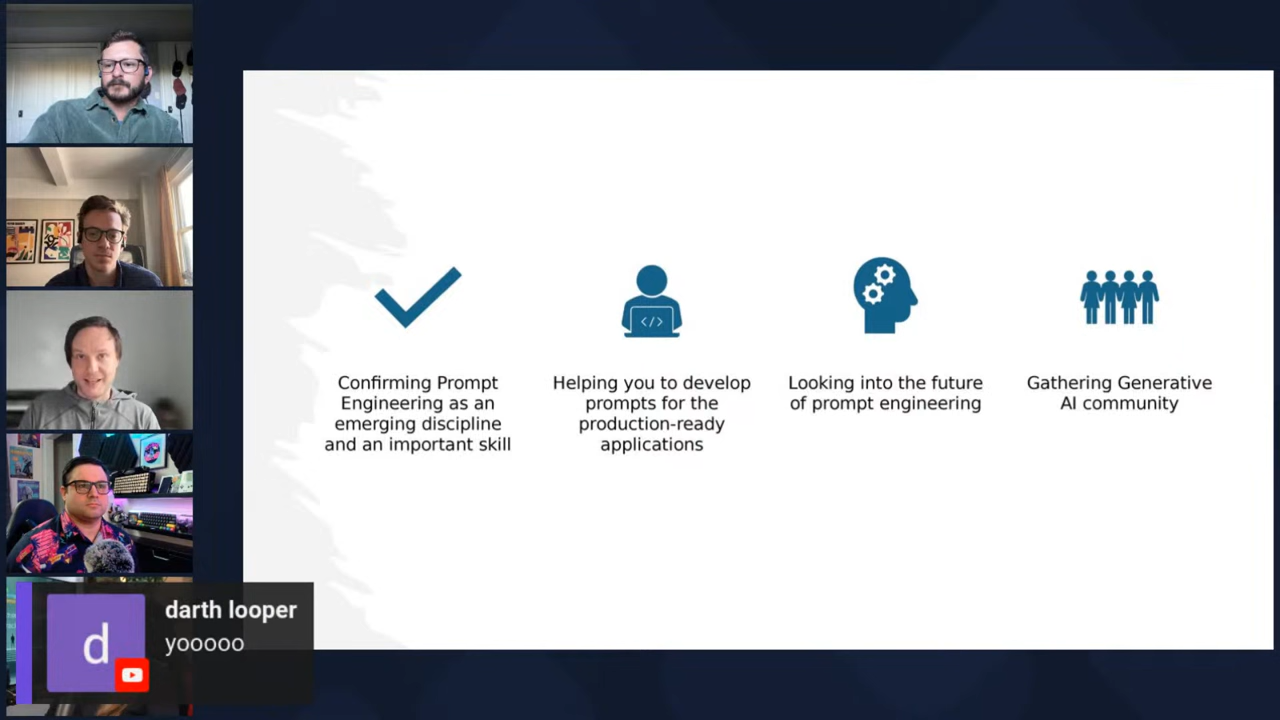 Confirming Prompt
Engineering as an
emerging discipline
and an important skill
</>
Helping you to develop
prompts for the
production-ready
applications
Looking into the future
of prompt engineering
Gathering Generative
AI community
d
darth looper
yooooo